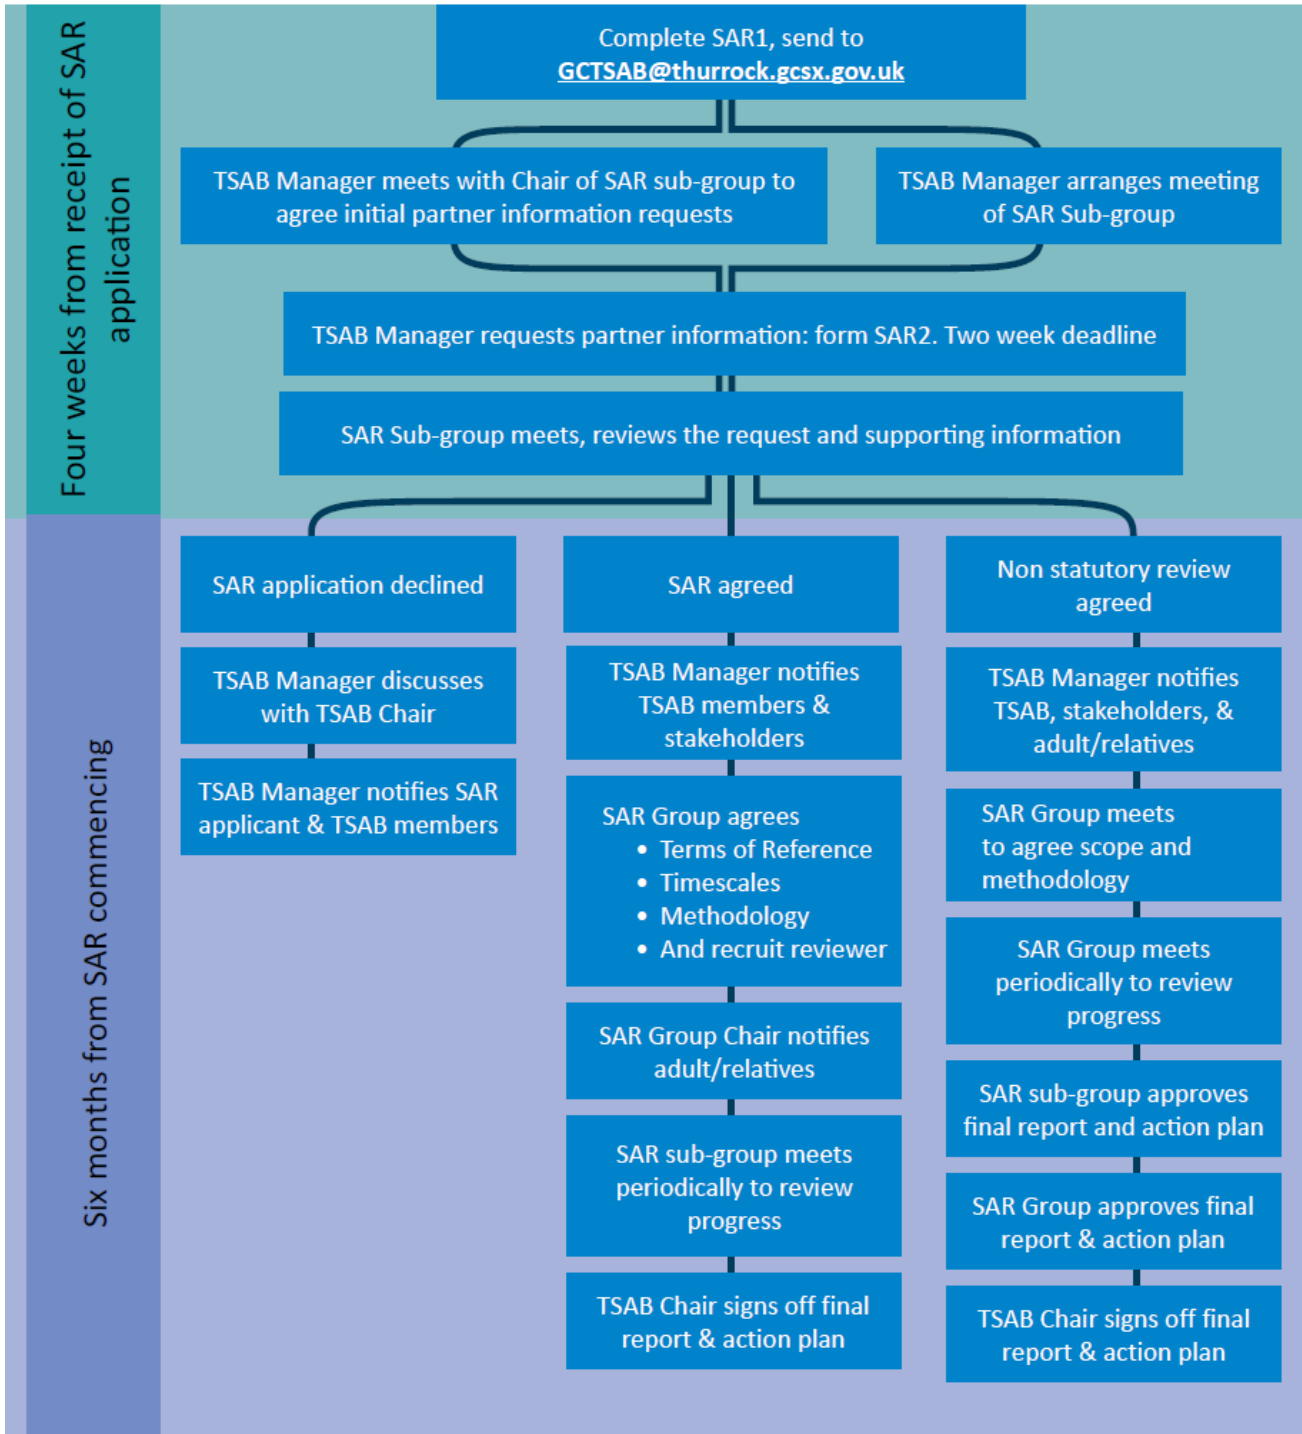 Four weeks from receipt of SAR
application
Complete SAR1, send to
GCTSAB@thurrock.gcsx.gov.uk
TSAB Manager meets with Chair of SAR sub-group to
agree initial partner information requests
TSAB Manager arranges meeting
of SAR Sub-group
TSAB Manager requests partner information: form SAR2. Two week deadline
SAR Sub-group meets, reviews the request and supporting information
Six months from SAR commencing
SAR application declined
TSAB Manager discusses
with TSAB Chair
TSAB Manager notifies SAR
applicant & TSAB members
SAR agreed
TSAB Manager notifies
TSAB members &
stakeholders
SAR Group agrees
• Terms of Reference
• Timescales
• Methodology
• And recruit reviewer
SAR Group Chair notifies
adult/relatives
SAR sub-group meets
periodically to review
progress
TSAB Chair signs off final
report & action plan
Non statutory review
agreed
TSAB Manager notifies
TSAB, stakeholders, &
adult/relatives
SAR Group meets
to agree scope and
methodology
SAR Group meets
periodically to review
progress
SAR sub-group approves
final report and action plan
SAR Group approves final
report & action plan
TSAB Chair signs off final
report & action plan